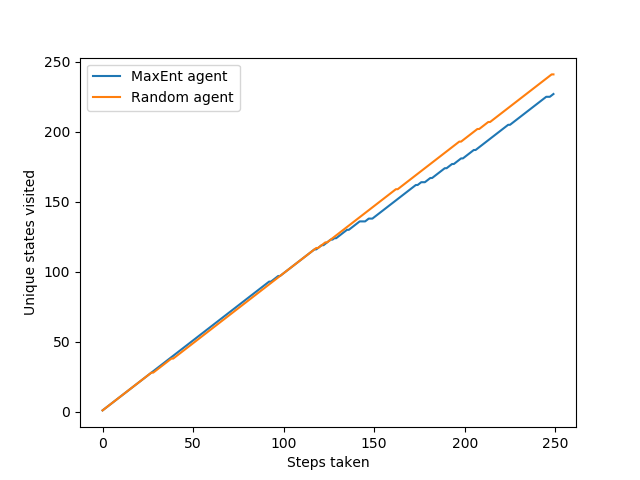 250
200
150
100
50
0
Unique states visited
MaxEnt agent
Random agent
0 50 100 150 200 250
Steps taken